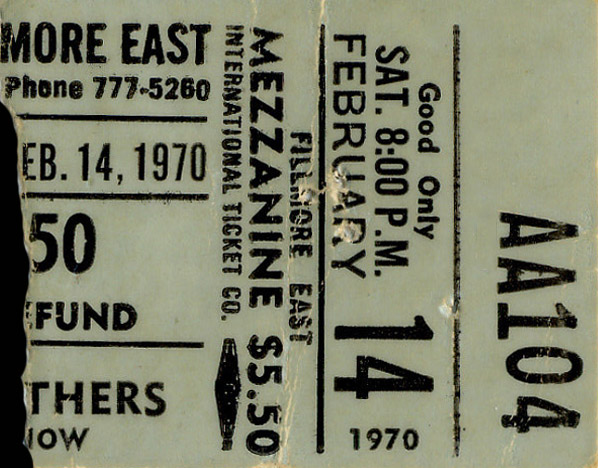 MORE EAST
Phone 777-5260
EB. 14, 1970
50
EFUND
THERS
NOW
Good Only
SAT. 8:00 P.M.
FEBRUARY 14
1970
FILLMORE EAST
MEZZANINE $5.50
INTERNATIONAL TICKET CO.
AA104